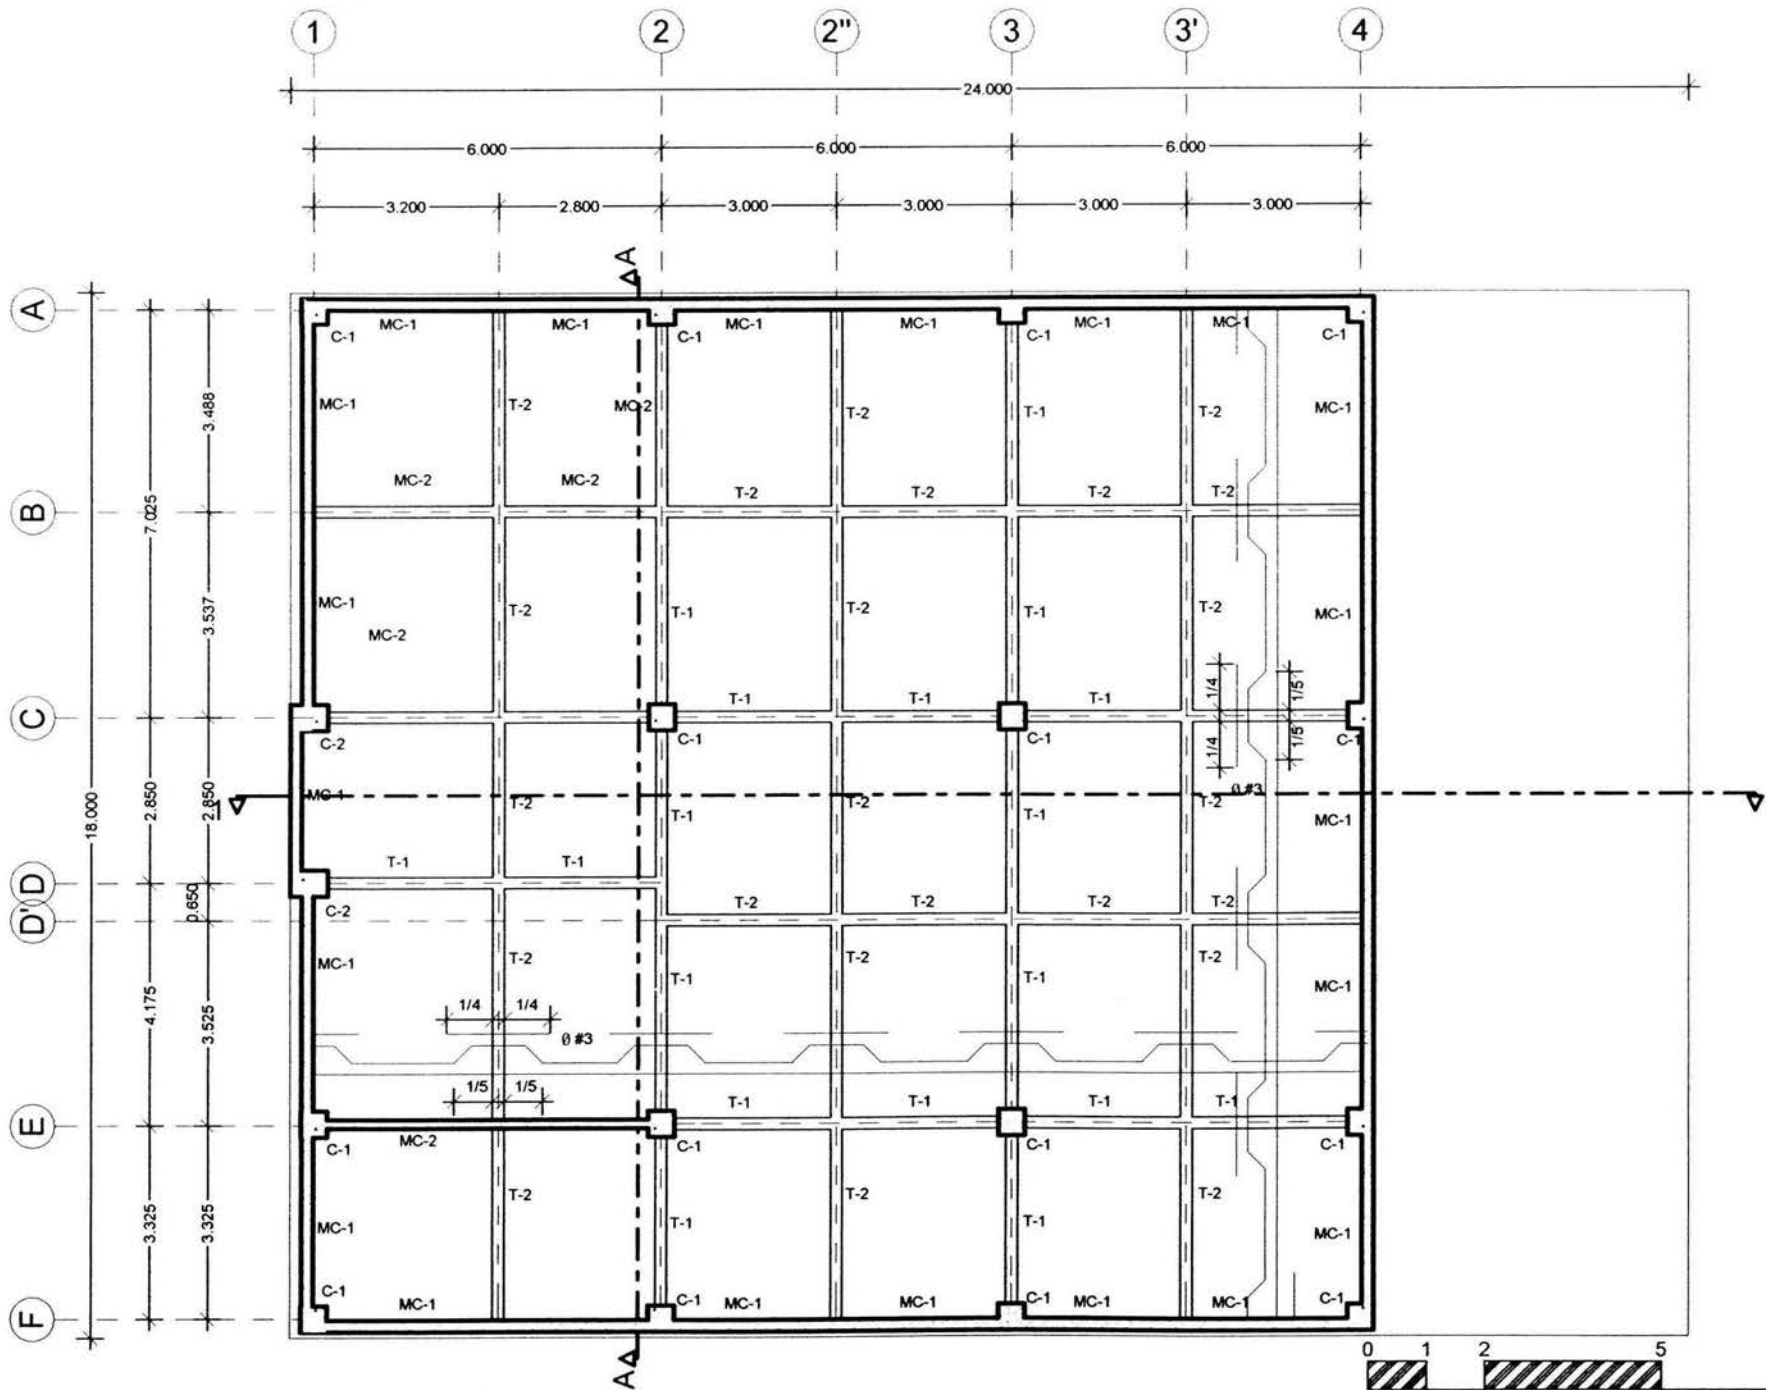 1 2 2" 3 3' 4
24.000
6.000 6.000 6.000
3.200 2.800 3.000 3.000 3.000 3.000
A
A
MC-1 MC-1 MC-1 MC-1 MC-1 MC-1
C-1 C-1 C-1 C-1
3.488
MC-1 T-2 MC-2 T-2 T-1 T-2 MC-1
MC-2 MC-2 T-2 T-2 T-2 T-2
B
7.025
3.537
MC-1 T-2 T-1 T-2 T-1 T-2 MC-1
MC-2
1/4 1/5
T-1 T-1 T-1
C
C-2 C-1 C-1 C-1
1/4 1/5
18.000
2.850 2.850
MC-1 T-2 T-1 T-2 T-1 T-2 Ø #3 MC-1
1
T-1 T-1
D
0.650
T-2 T-2 T-2 T-2
D'
C-2
MC-1 T-2 T-1 T-2 T-1 T-2 MC-1
4.175
3.525
1/4 1/4
Ø #3
1/5 1/5
T-1 T-1 T-1 T-1
E
C-1 MC-2 C-1 C-1 C-1
T-2 T-2 T-2
3.325 3.325
MC-1 T-1 T-1 MC-1
C-1 C-1 C-1 C-1
MC-1 MC-1 MC-1 MC-1 MC-1
F
A
0 1 2 5